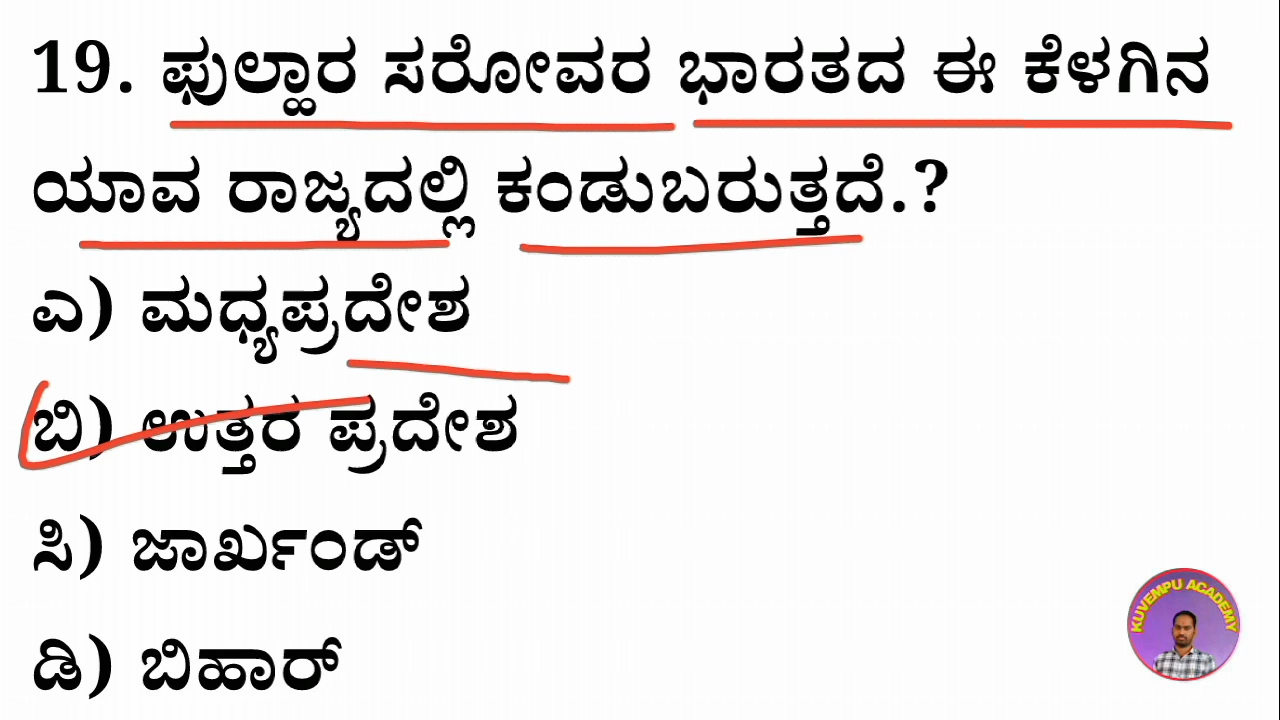 19. ಫುಲ್ಹಾರ ಸರೋವರ ಭಾರತದ ಈ ಕೆಳಗಿನ
ಯಾವ ರಾಜ್ಯದಲ್ಲಿ ಕಂಡುಬರುತ್ತದೆ.?
ಎ) ಮಧ್ಯಪ್ರದೇಶ
ಬಿ) ಉತ್ತರ ಪ್ರದೇಶ
ಸಿ) ಜಾರ್ಖಂಡ್
ಡಿ) ಬಿಹಾರ್
KUVEMPU ACADEMY